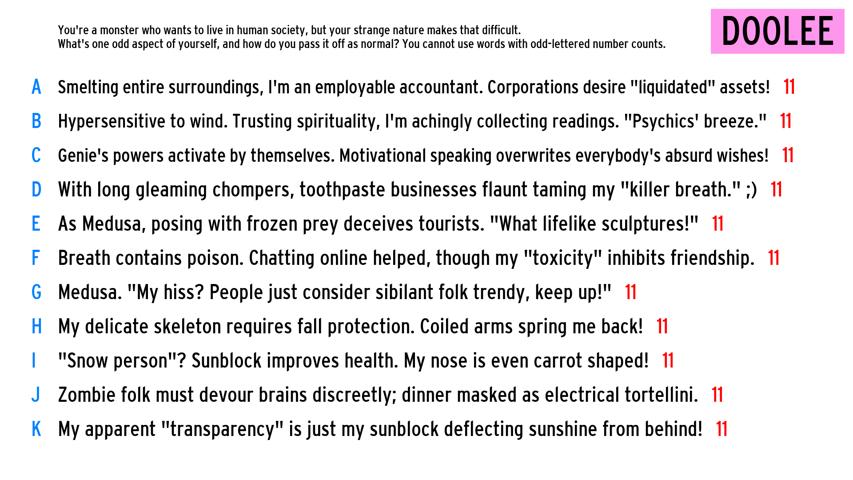 You're a monster who wants to live in human society, but your strange nature makes that difficult.
What's one odd aspect of yourself, and how do you pass it off as normal? You cannot use words with odd-lettered number counts.
DOOLEE
A Smelting entire surroundings, I'm an employable accountant. Corporations desire "liquidated" assets! 11
B Hypersensitive to wind. Trusting spirituality, I'm achingly collecting readings. "Psychics' breeze." 11
C Genie's powers activate by themselves. Motivational speaking overwrites everybody's absurd wishes! 11
D With long gleaming chompers, toothpaste businesses flaunt taming my "killer breath." ;) 11
E As Medusa, posing with frozen prey deceives tourists. "What lifelike sculptures!" 11
F Breath contains poison. Chatting online helped, though my "toxicity" inhibits friendship. 11
G Medusa. "My hiss? People just consider sibilant folk trendy, keep up!" 11
H My delicate skeleton requires fall protection. Coiled arms spring me back! 11
I "Snow person"? Sunblock improves health. My nose is even carrot shaped! 11
J Zombie folk must devour brains discreetly; dinner masked as electrical tortellini. 11
K My apparent "transparency" is just my sunblock deflecting sunshine from behind! 11